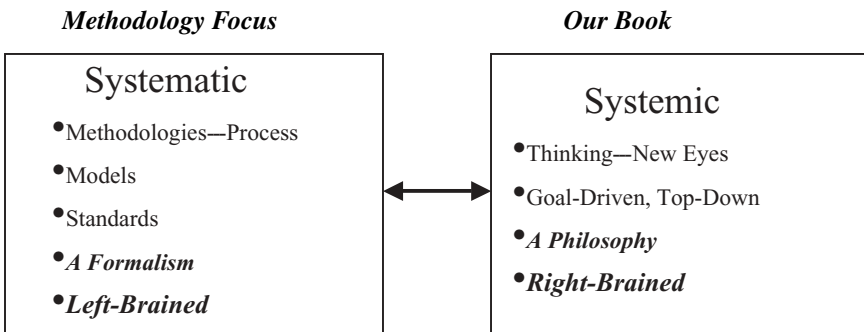 Methodology Focus
Systematic
•Methodologies—Process
•Models
•Standards
•A Formalism
•Left-Brained
Our Book
Systemic
•Thinking—New Eyes
•Goal-Driven, Top-Down
•A Philosophy
•Right-Brained